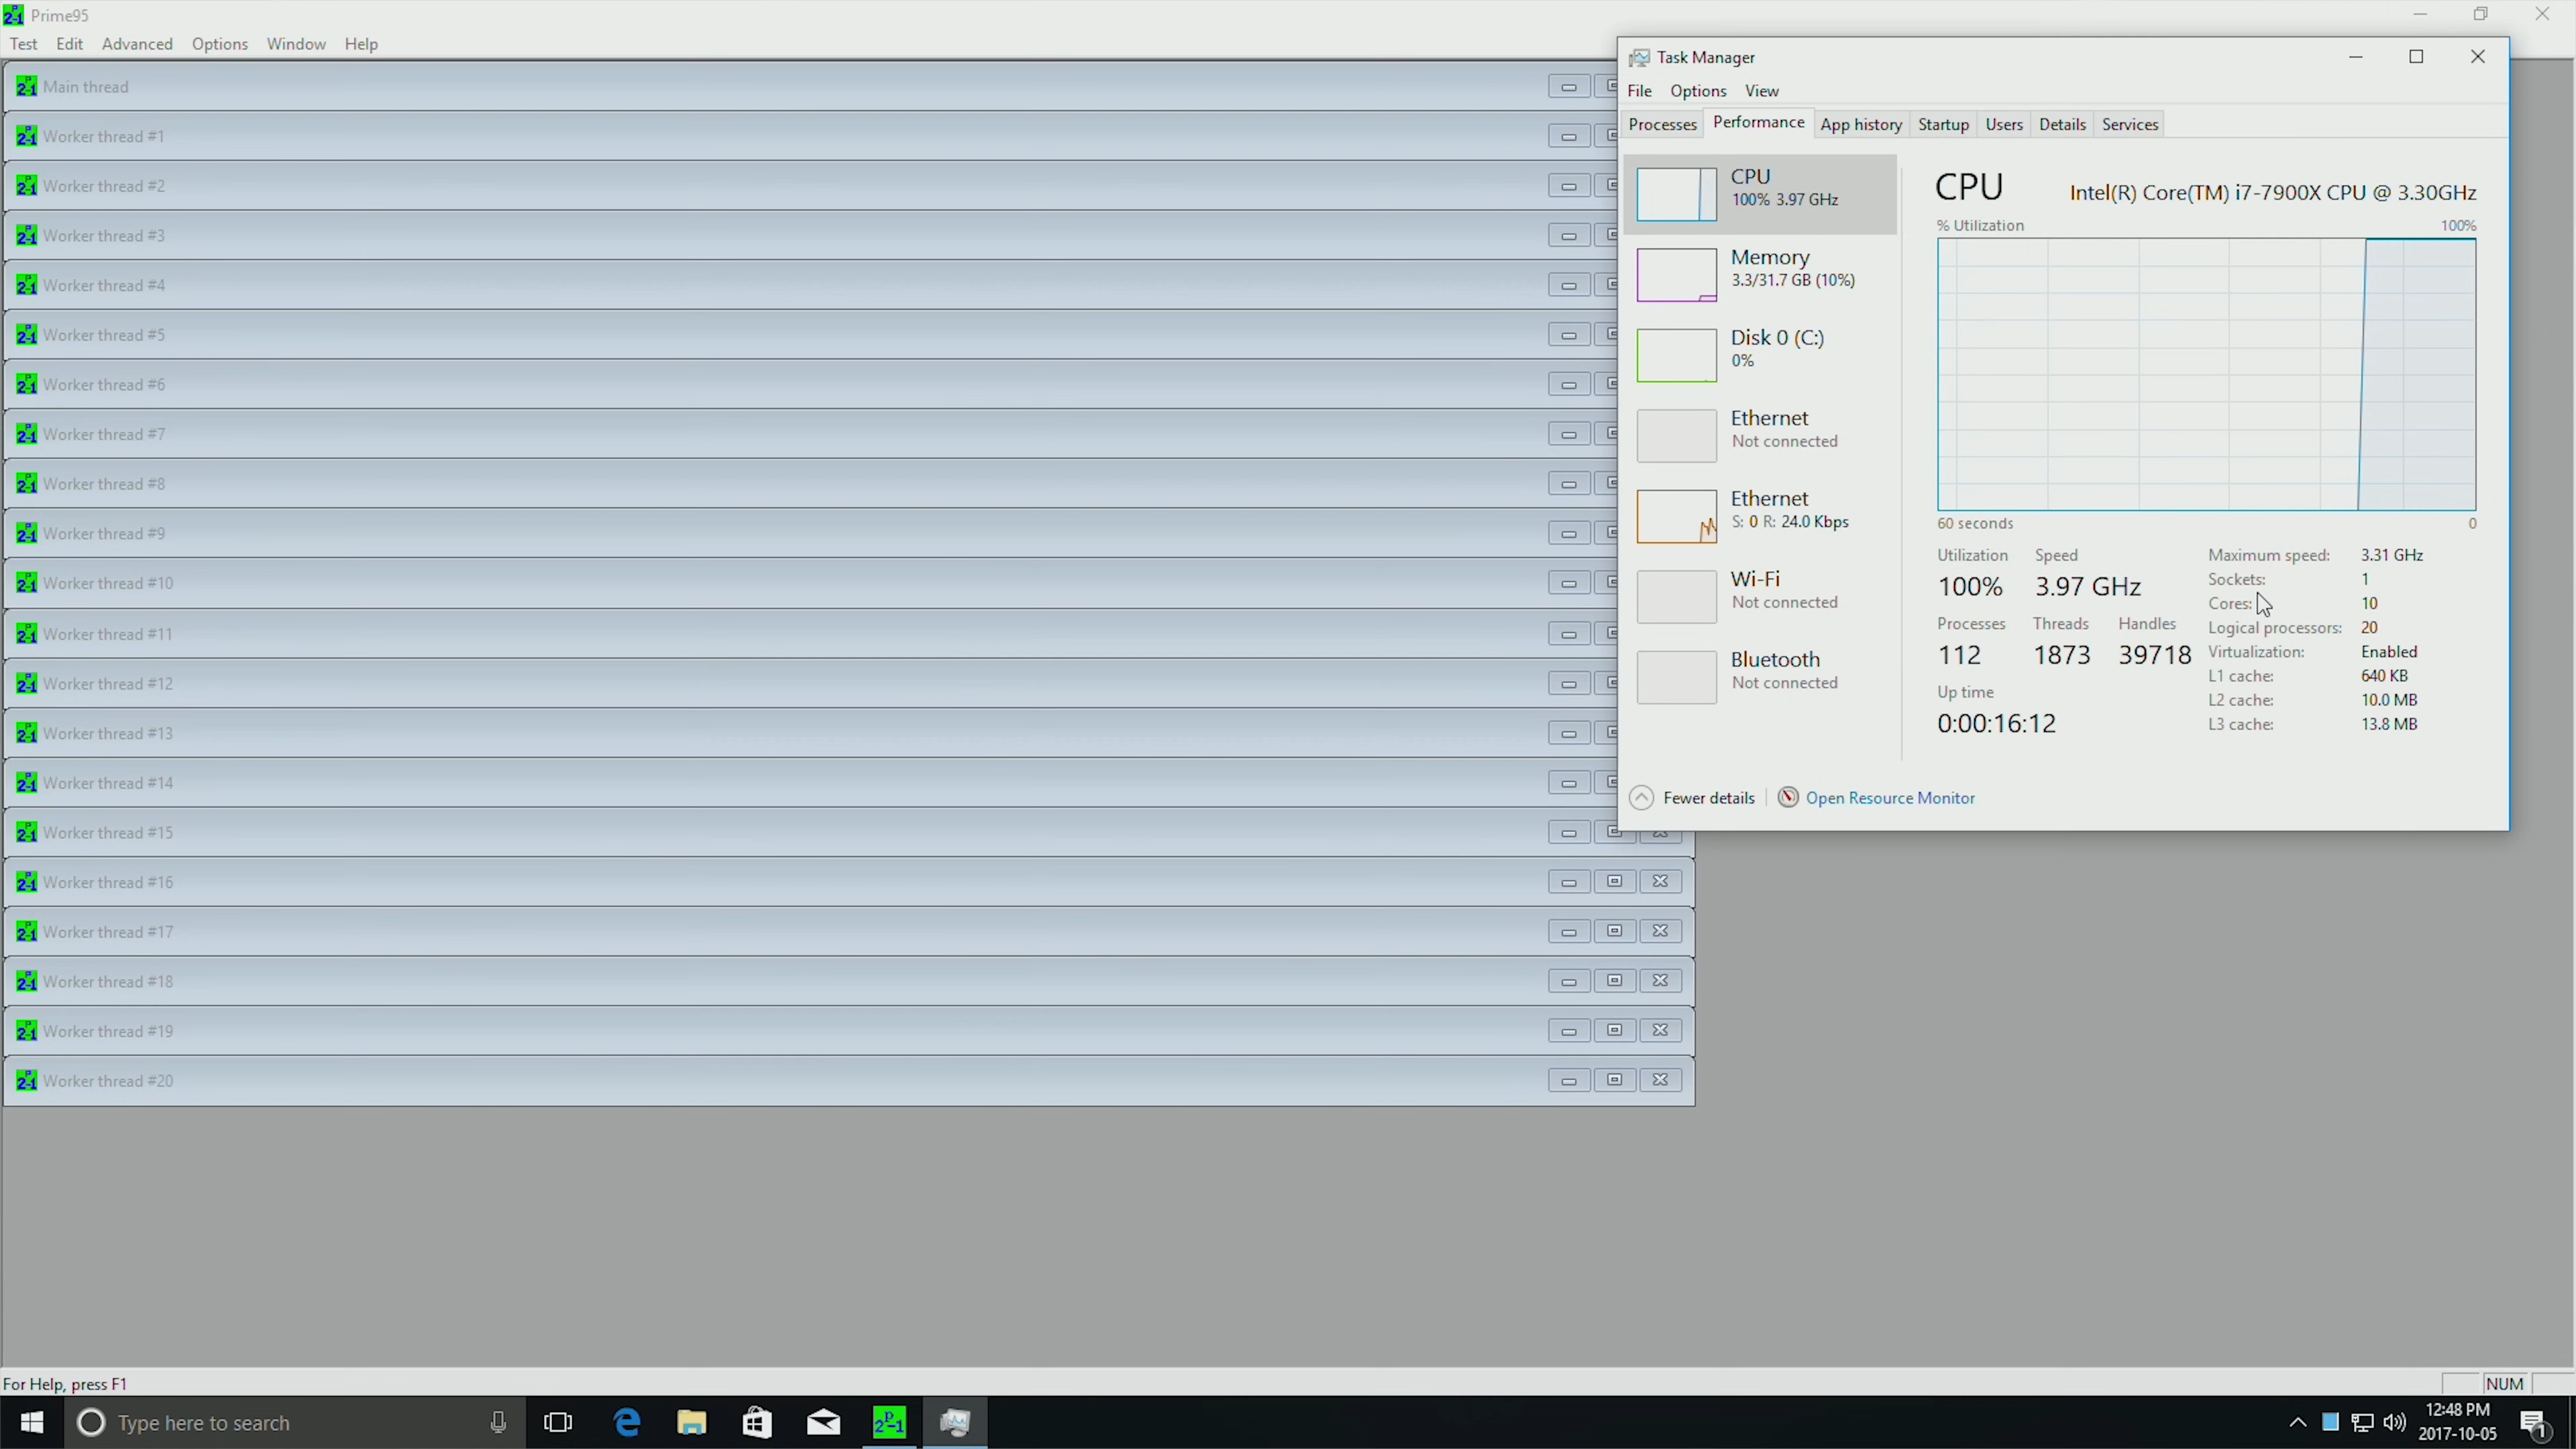 Prime95
Test Edit Advanced Options Window Help
Main thread
Worker thread #1
Worker thread #2
Worker thread #3
Worker thread #4
Worker thread #5
Worker thread #6
Worker thread #7
Worker thread #8
Worker thread #9
Worker thread #10
Worker thread #11
Worker thread #12
Worker thread #13
Worker thread #14
Worker thread #15
Worker thread #16
Worker thread #17
Worker thread #18
Worker thread #19
Worker thread #20
Task Manager
File Options View
Processes Performance App history Startup Users Details Services
CPU
100% 3.97 GHz
Memory
3.3/31.7 GB (10%)
Disk 0 (C:)
0%
Ethernet
Not connected
Ethernet
S: 0 R: 24.0 Kbps
Wi-Fi
Not connected
Bluetooth
Not connected
CPU Intel(R) Core(TM) i7-7900X CPU @ 3.30GHz
% Utilization 100%
60 seconds 0
Utilization Speed
100% 3.97 GHz
Processes Threads Handles
112 1873 39718
Up time
0:00:16:12
Maximum speed: 3.31 GHz
Sockets: 1
Cores: 10
Logical processors: 20
Virtualization: Enabled
L1 cache: 640 KB
L2 cache: 10.0 MB
L3 cache: 13.8 MB
Fewer details Open Resource Monitor
For Help, press F1 NUM
Type here to search
12:48 PM
2017-10-05
1